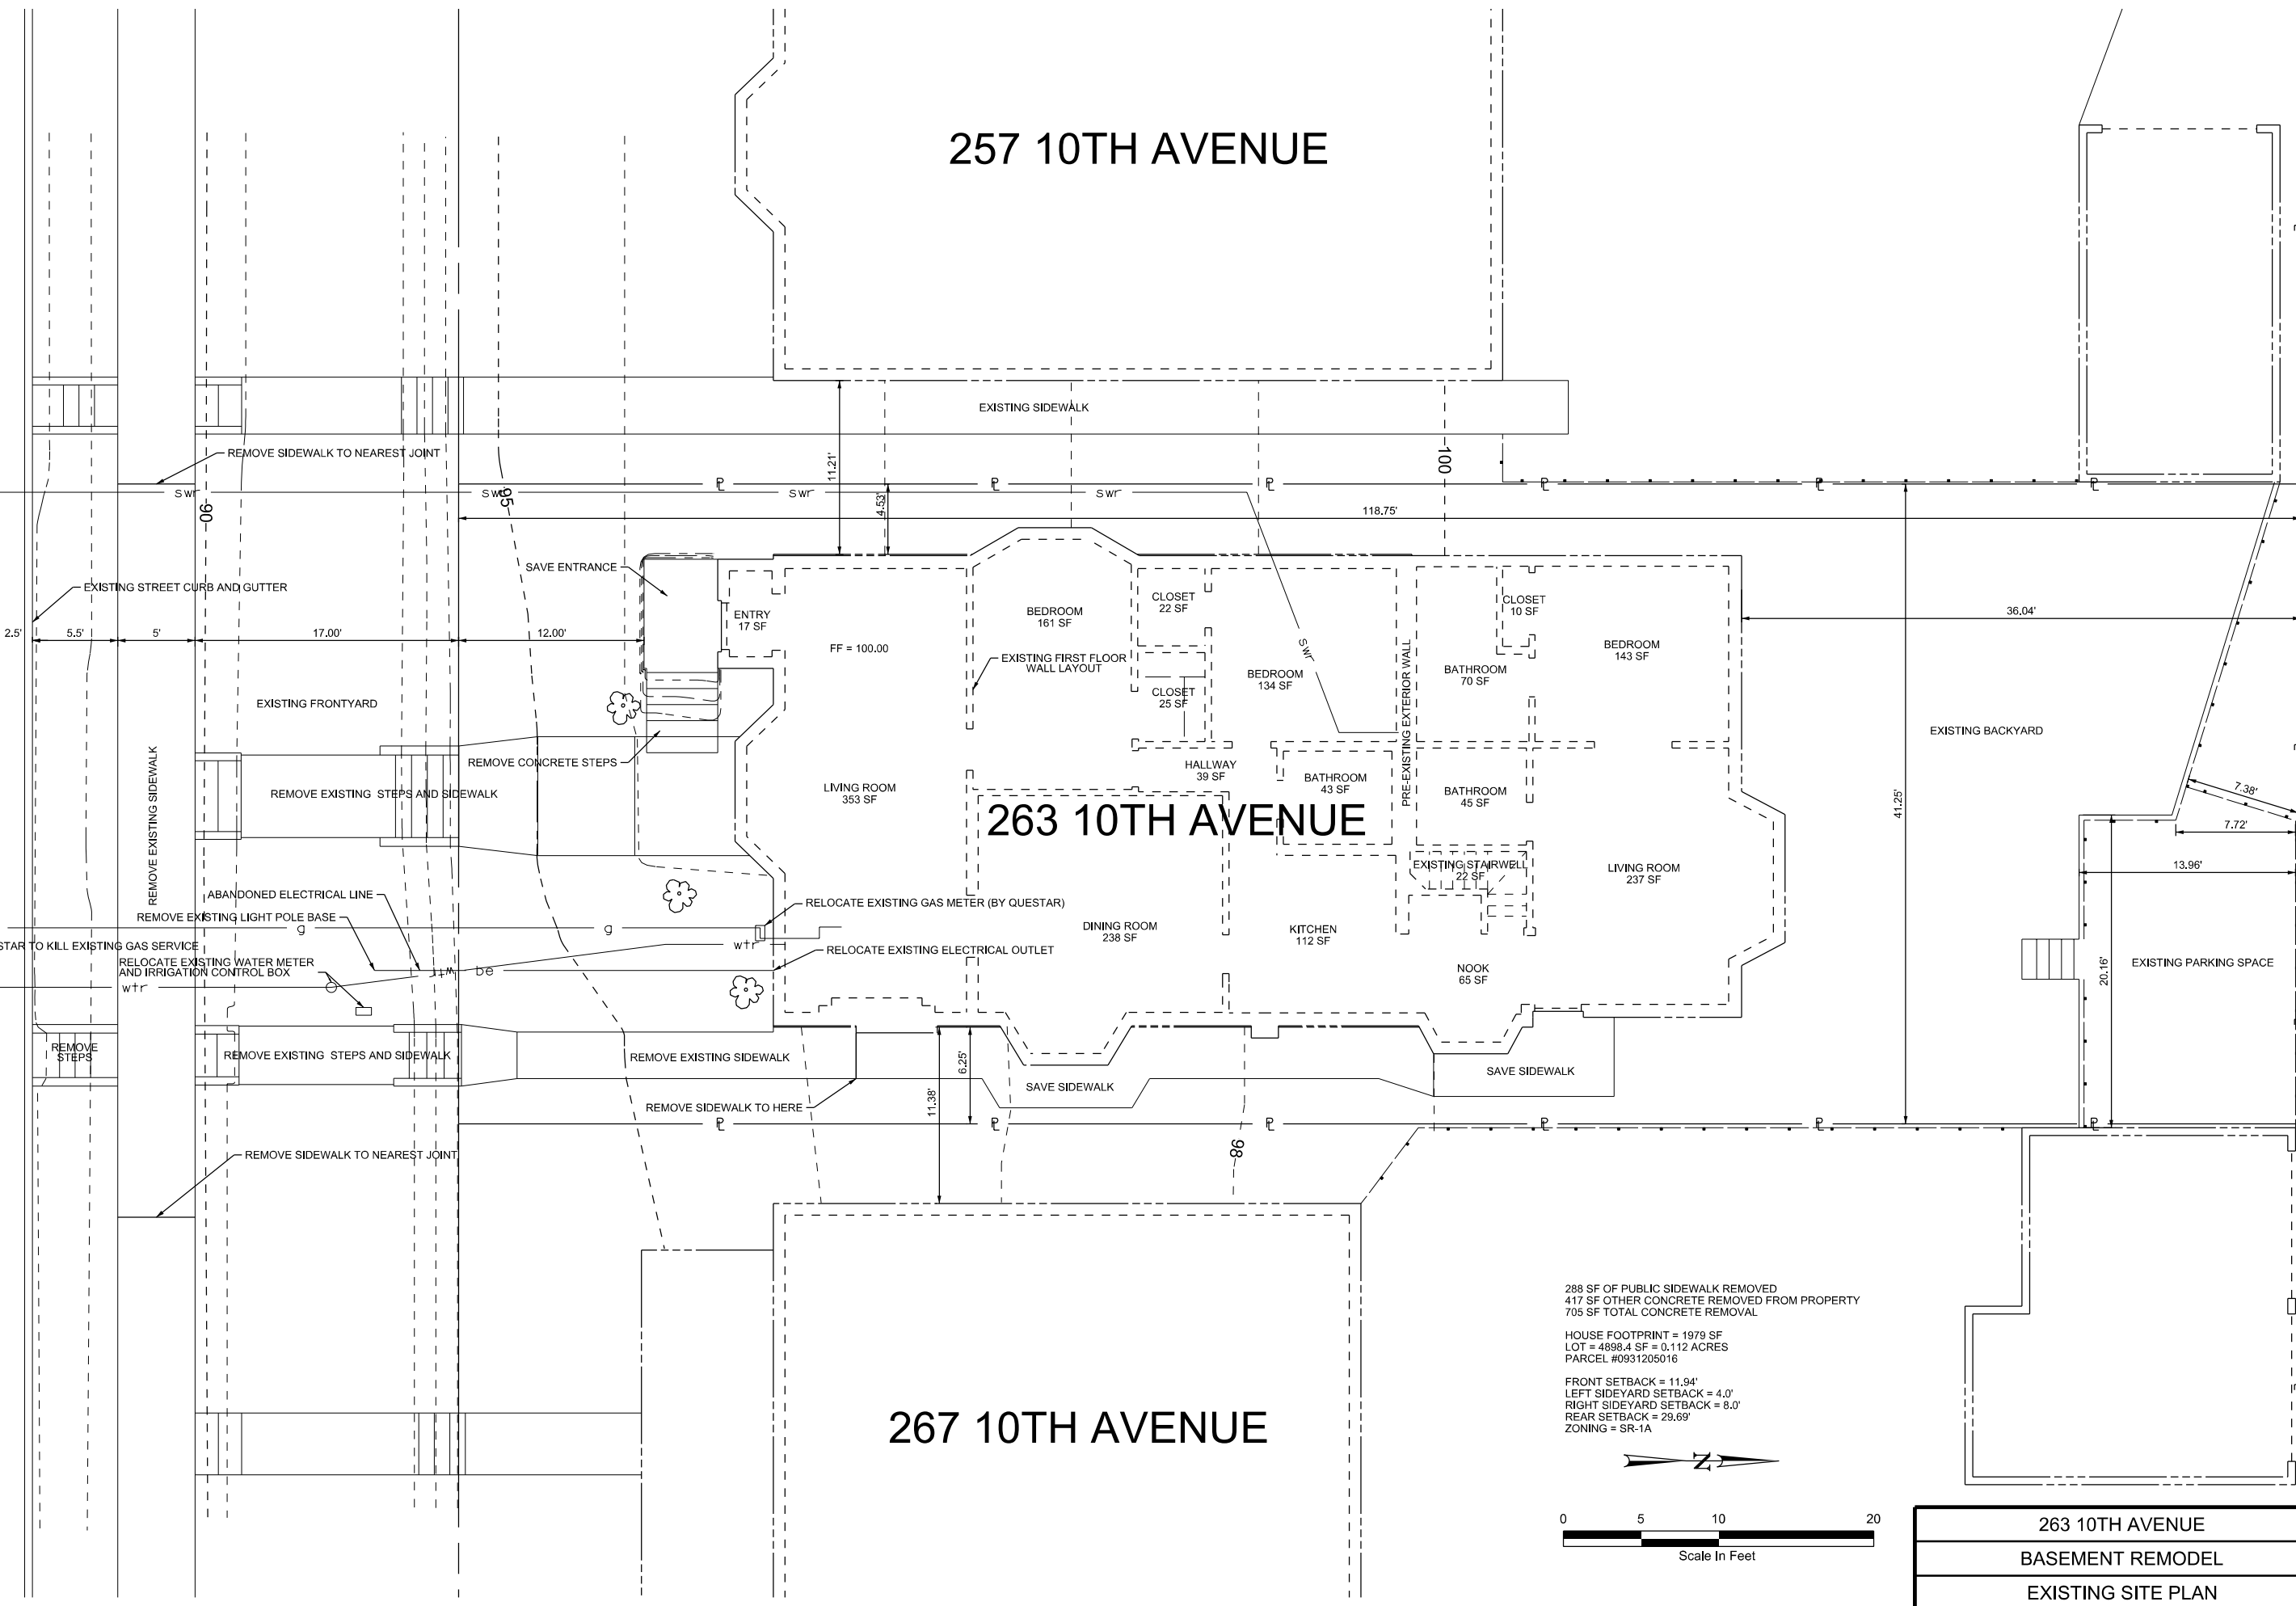 257 10TH AVENUE
EXISTING SIDEWALK
REMOVE SIDEWALK TO NEAREST JOINT
11.21'
100
swr
swr
swr
swr
90
95
4.53'
118.75'
SAVE ENTRANCE
EXISTING STREET CURB AND GUTTER
2.5'
5.5'
5'
17.00'
12.00'
36.04'
ENTRY
17 SF
FF = 100.00
BEDROOM
161 SF
CLOSET
22 SF
CLOSET
10 SF
BEDROOM
143 SF
EXISTING FIRST FLOOR
WALL LAYOUT
swr
CLOSET
25 SF
BEDROOM
134 SF
PRE-EXISTING EXTERIOR WALL
BATHROOM
70 SF
EXISTING FRONTYARD
EXISTING BACKYARD
REMOVE EXISTING SIDEWALK
REMOVE CONCRETE STEPS
REMOVE EXISTING STEPS AND SIDEWALK
HALLWAY
39 SF
BATHROOM
43 SF
BATHROOM
45 SF
LIVING ROOM
353 SF
263 10TH AVENUE
41.25'
7.38'
7.72'
13.96'
EXISTING STAIRWELL
22 SF
LIVING ROOM
237 SF
ABANDONED ELECTRICAL LINE
REMOVE EXISTING LIGHT POLE BASE
RELOCATE EXISTING GAS METER (BY QUESTAR)
g
g
STAR TO KILL EXISTING GAS SERVICE
wtr
RELOCATE EXISTING ELECTRICAL OUTLET
DINING ROOM
238 SF
KITCHEN
112 SF
RELOCATE EXISTING WATER METER
AND IRRIGATION CONTROL BOX
be
wtr
NOOK
65 SF
20.16'
EXISTING PARKING SPACE
REMOVE
STEPS
REMOVE EXISTING STEPS AND SIDEWALK
REMOVE EXISTING SIDEWALK
6.25'
11.38'
SAVE SIDEWALK
SAVE SIDEWALK
REMOVE SIDEWALK TO HERE
98
REMOVE SIDEWALK TO NEAREST JOINT
267 10TH AVENUE
288 SF OF PUBLIC SIDEWALK REMOVED
417 SF OTHER CONCRETE REMOVED FROM PROPERTY
705 SF TOTAL CONCRETE REMOVAL
HOUSE FOOTPRINT = 1979 SF
LOT = 4898.4 SF = 0.112 ACRES
PARCEL #0931205016
FRONT SETBACK = 11.94'
LEFT SIDEYARD SETBACK = 4.0'
RIGHT SIDEYARD SETBACK = 8.0'
REAR SETBACK = 29.69'
ZONING = SR-1A
N
0 5 10 20
Scale In Feet
263 10TH AVENUE
BASEMENT REMODEL
EXISTING SITE PLAN